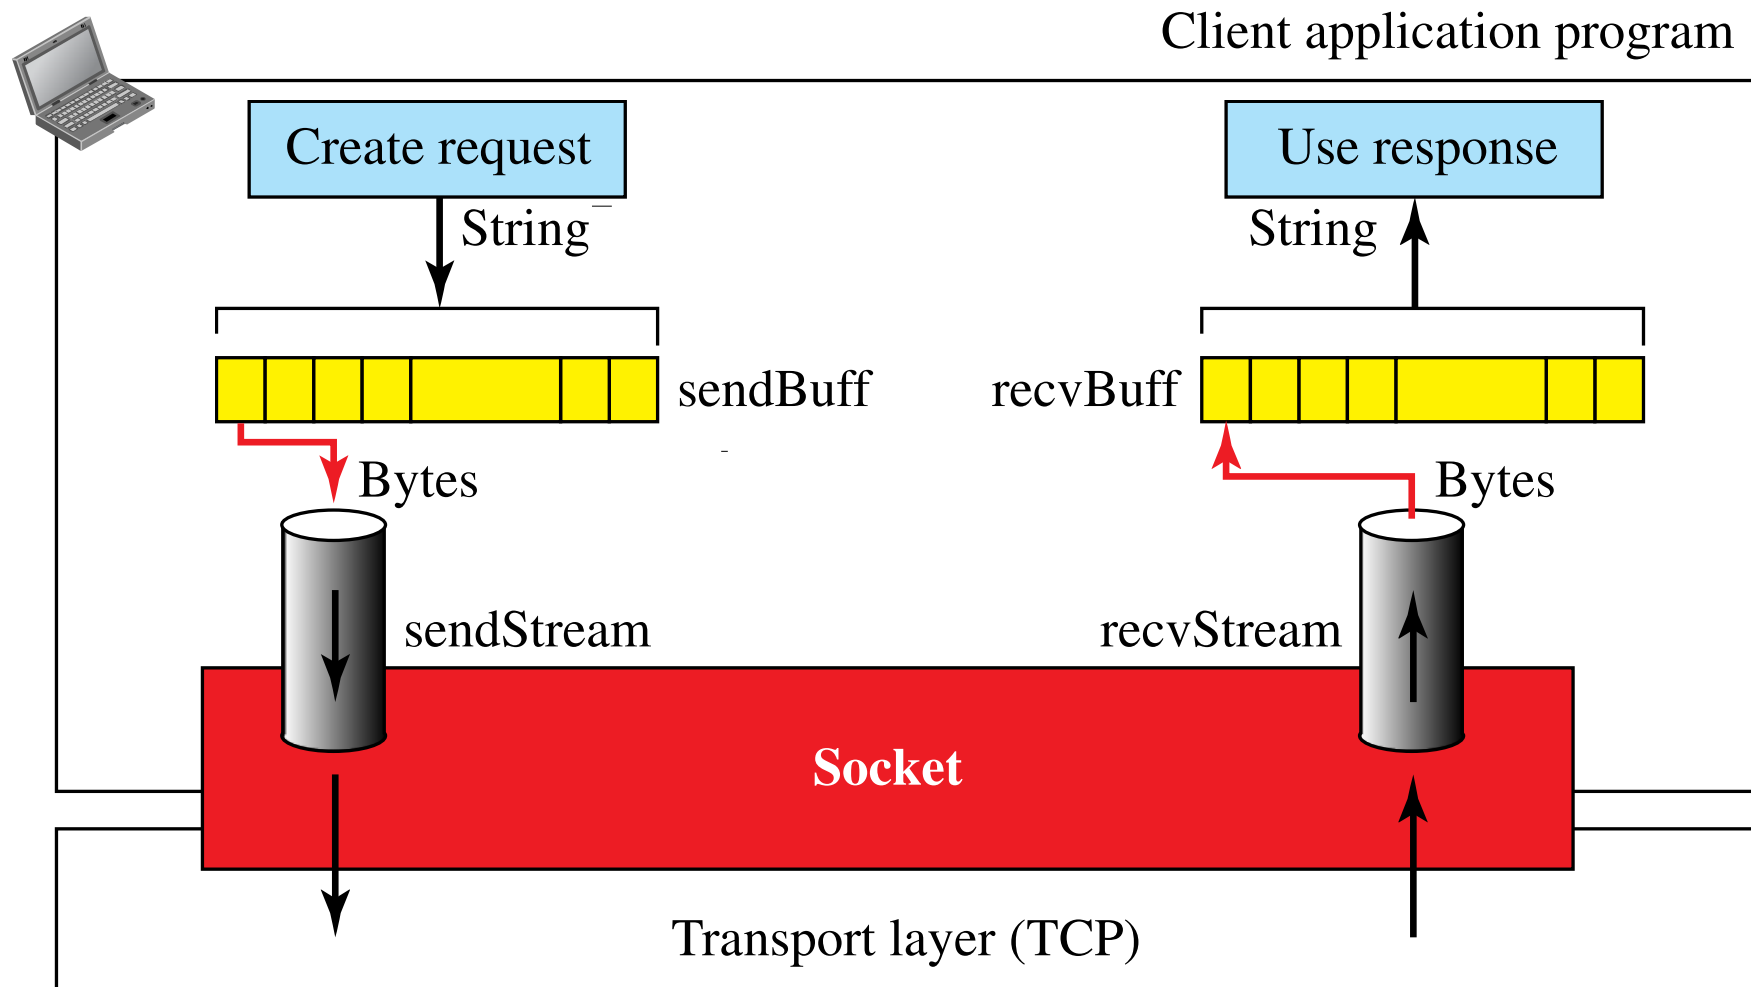 Client application program
Create request
Use response
String
String
sendBuff
recvBuff
Bytes
Bytes
sendStream
recvStream
Socket
Transport layer (TCP)